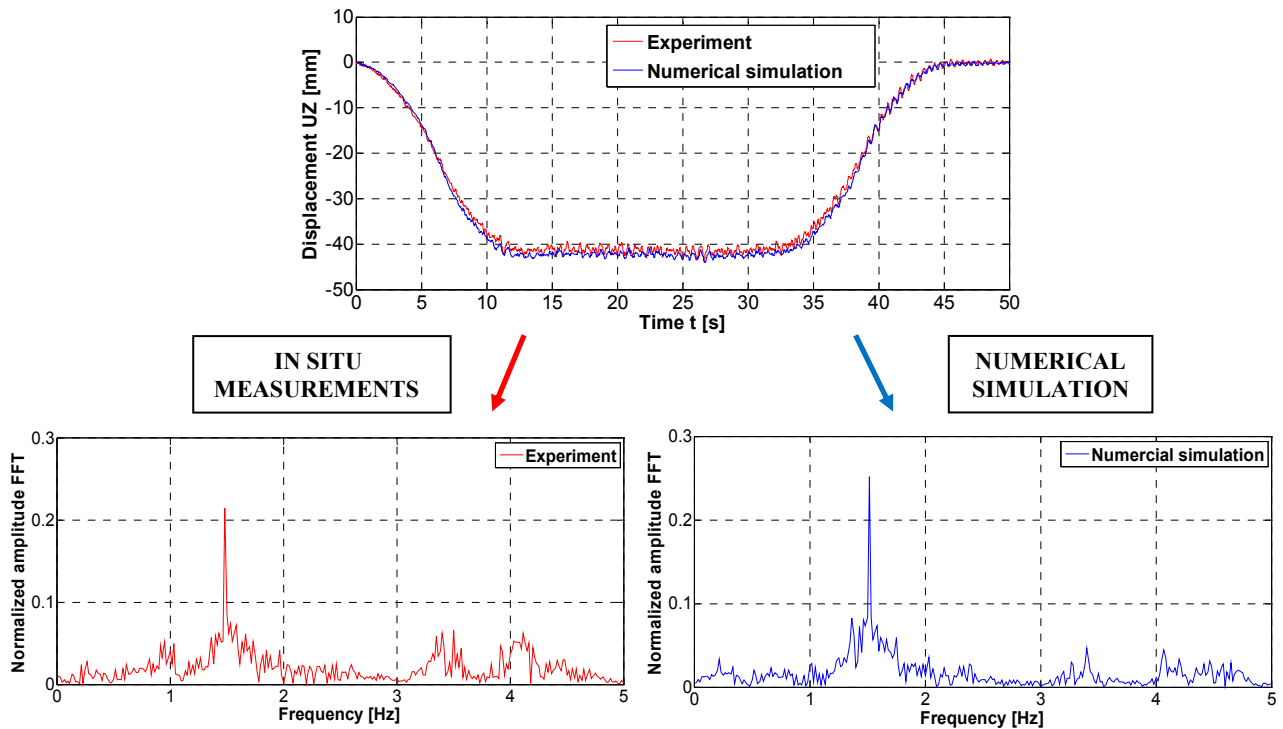 10
0
-10
-20
-30
-40
-50
Displacement UZ [mm]
Experiment
Numerical simulation
0 5 10 15 20 25 30 35 40 45 50
Time t [s]
IN SITU
MEASUREMENTS
NUMERICAL
SIMULATION
0.3
0.2
0.1
0
Normalized amplitude FFT
Experiment
0 1 2 3 4 5
Frequency [Hz]
0.3
0.2
0.1
0
Normalized amplitude FFT
Numercial simulation
0 1 2 3 4 5
Frequency [Hz]